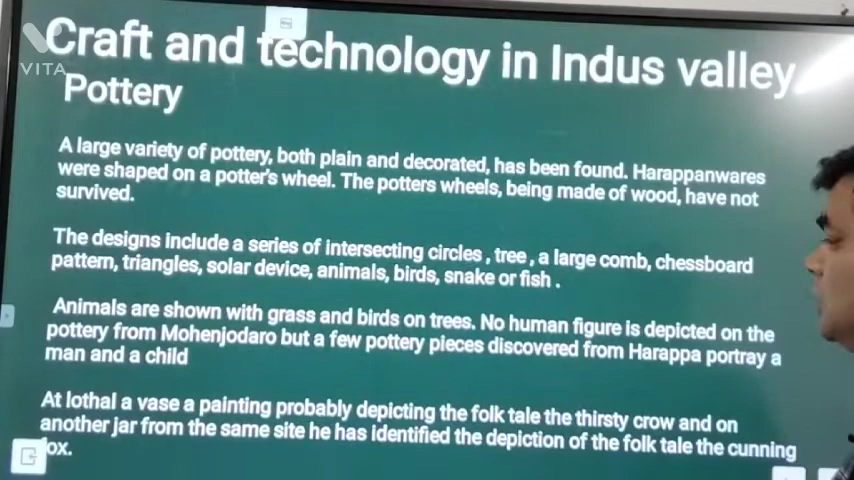 VITA
Craft and technology in Indus valley
Pottery
A large variety of pottery, both plain and decorated, has been found. Harappanwares
were shaped on a potter's wheel. The potters wheels, being made of wood, have not
survived.
The designs include a series of intersecting circles , tree , a large comb, chessboard
pattern, triangles, solar device, animals, birds, snake or fish .
Animals are shown with grass and birds on trees. No human figure is depicted on the
pottery from Mohenjodaro but a few pottery pieces discovered from Harappa portray a
man and a child
At lothal a vase a painting probably depicting the folk tale the thirsty crow and on
another jar from the same site he has identified the depiction of the folk tale the cunning
fox.